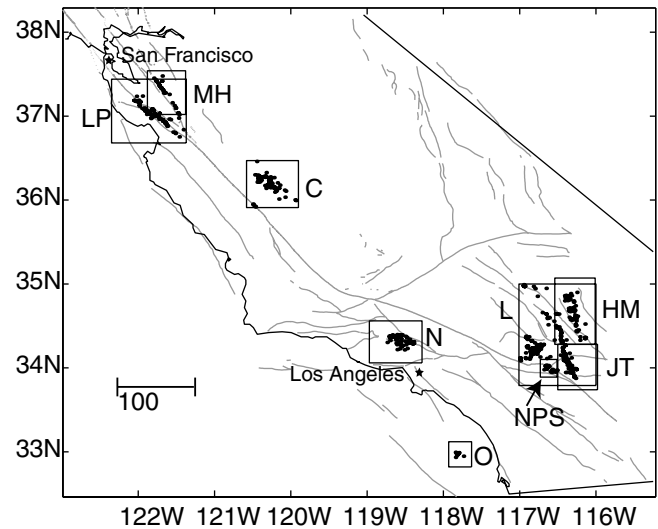 38N
San Francisco
MH
37N
LP
C
36N
35N
L
HM
N
34N
JT
Los Angeles
100
NPS
33N
O
122W 121W 120W 119W 118W 117W 116W